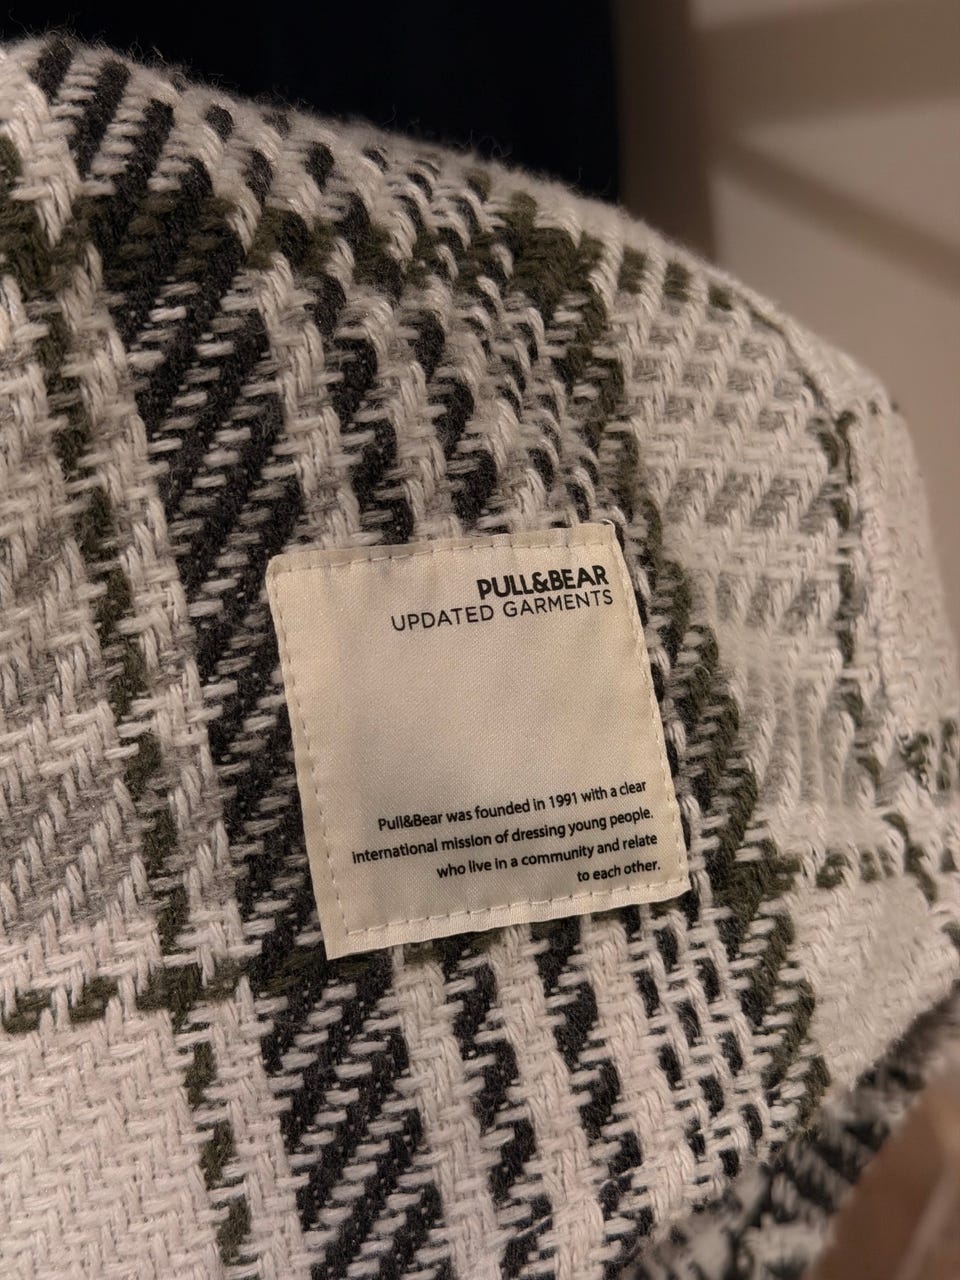 PULL&BEAR
UPDATED GARMENTS
Pull&Bear was founded in 1991 with a clear
international mission of dressing young people.
who live in a community and relate
to each other.